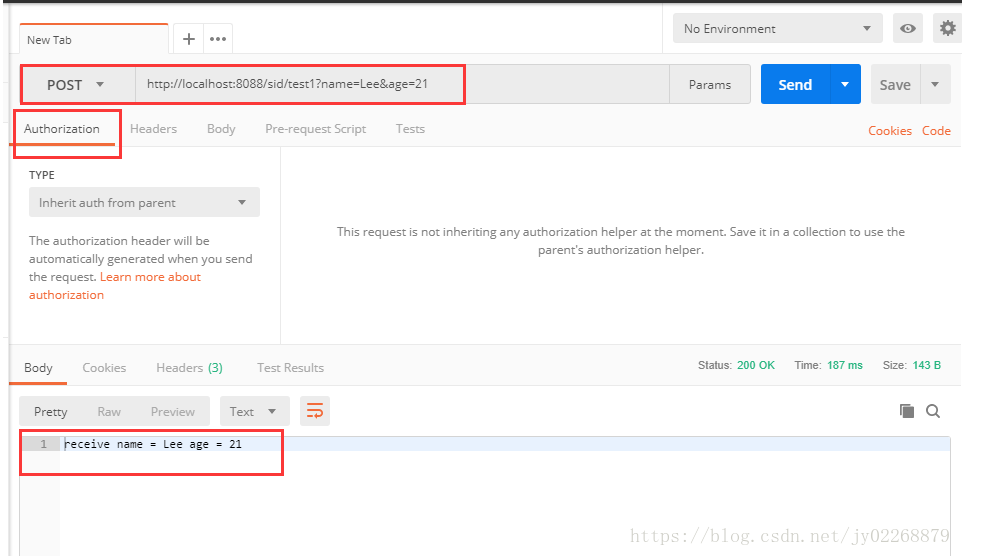 New Tab
No Environment
POST
http://localhost:8088/sid/test1?name=Lee&age=21
Params
Send
Save
Authorization
Headers
Body
Pre-request Script
Tests
Cookies
Code
TYPE
Inherit auth from parent
The authorization header will be
automatically generated when you send
the request. Learn more about
authorization
This request is not inheriting any authorization helper at the moment. Save it in a collection to use the
parent's authorization helper.
Body
Cookies
Headers (3)
Test Results
Status: 200 OK
Time: 187 ms
Size: 143 B
Pretty
Raw
Preview
Text
1
receive name = Lee age = 21
https://blog.csdn.net/jy02268879